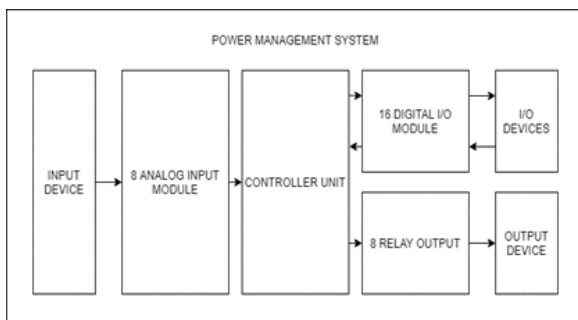 POWER MANAGEMENT SYSTEM
INPUT
DEVICE
8 ANALOG INPUT
MODULE
CONTROLLER UNIT
16 DIGITAL I/O
MODULE
I/O
DEVICES
8 RELAY OUTPUT
OUTPUT
DEVICE